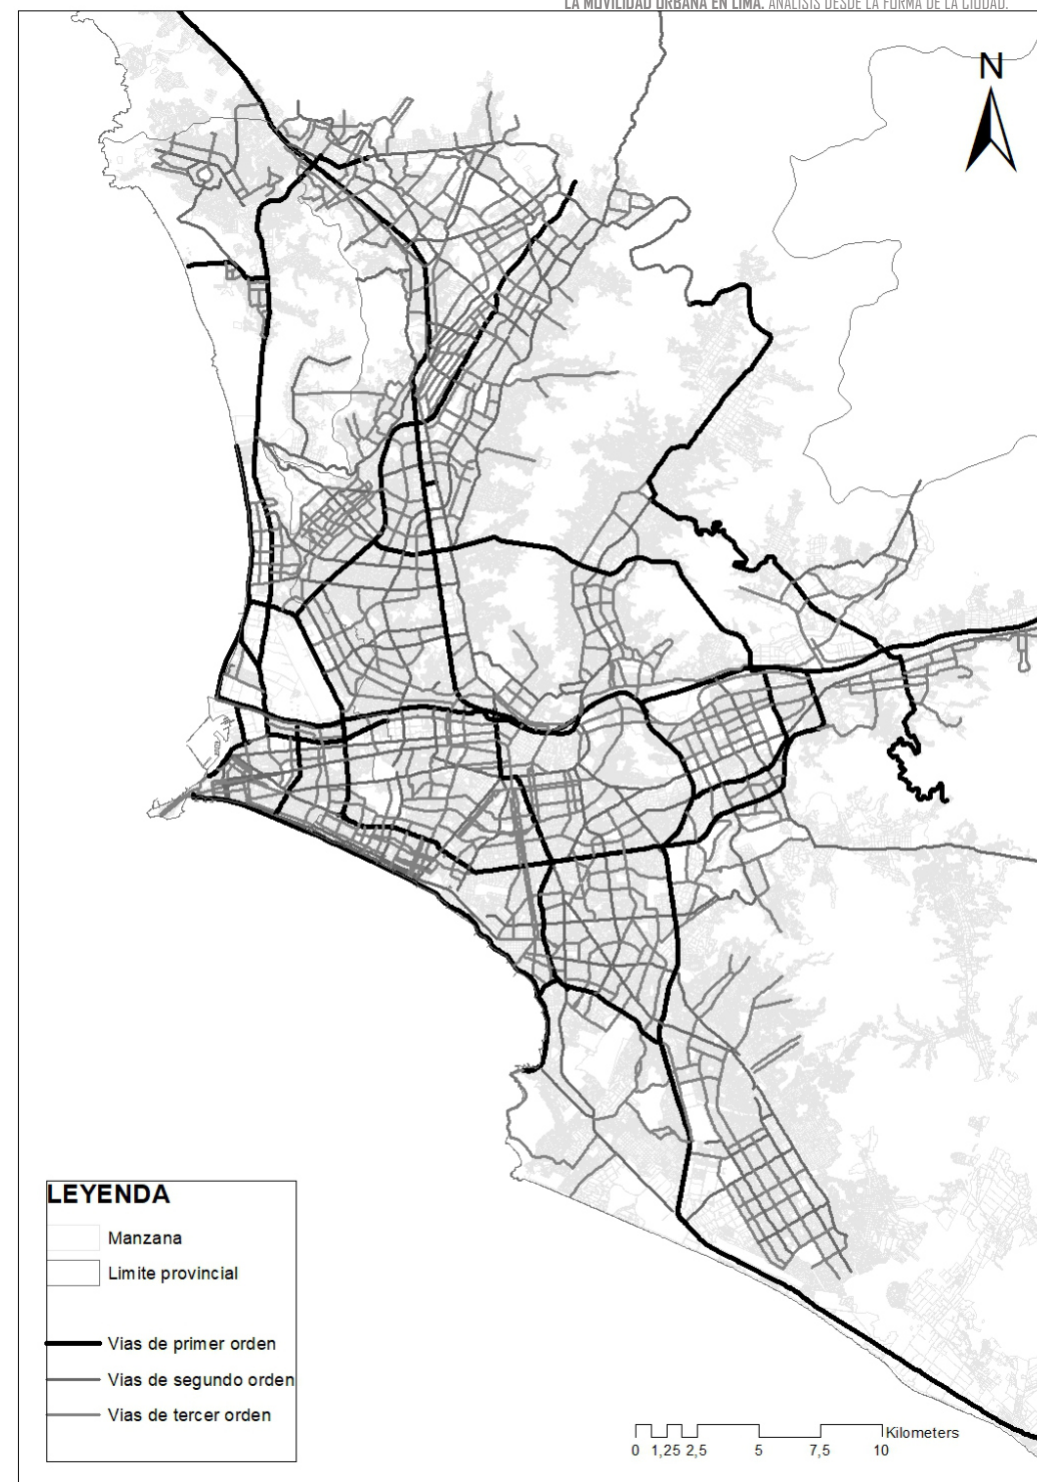 LA MOVILIDAD URBANA EN LIMA. ANÁLISIS DESDE LA FORMA DE LA CIUDAD.
N
LEYENDA
Manzana
Limite provincial
Vias de primer orden
Vias de segundo orden
Vias de tercer orden
Kilometers
0 1,25 2,5 5 7,5 10